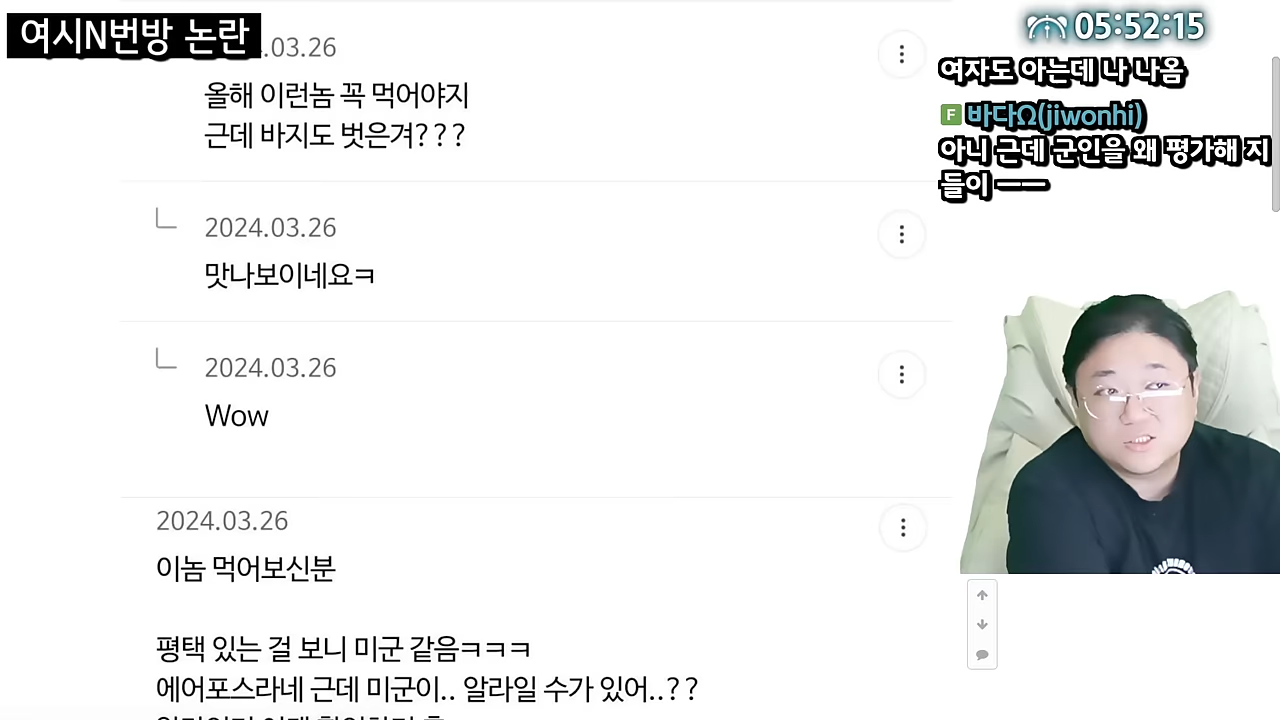 여시N번방 논란
.03.26
올해 이런놈 꼭 먹어야지
근데 바지도 벗은겨???
2024.03.26
맛나보이네요ㅋ
2024.03.26
Wow
2024.03.26
이놈 먹어보신분
평택 있는 걸 보니 미군 같음ㅋㅋㅋ
에어포스라네 근데 미군이.. 알라일 수가 있어..??
05:52:15
여자도 아는데 나 나옴
F 바다Ω(jiwonhi)
아니 근데 군인을 왜 평가해 지
들이 ㅡㅡ